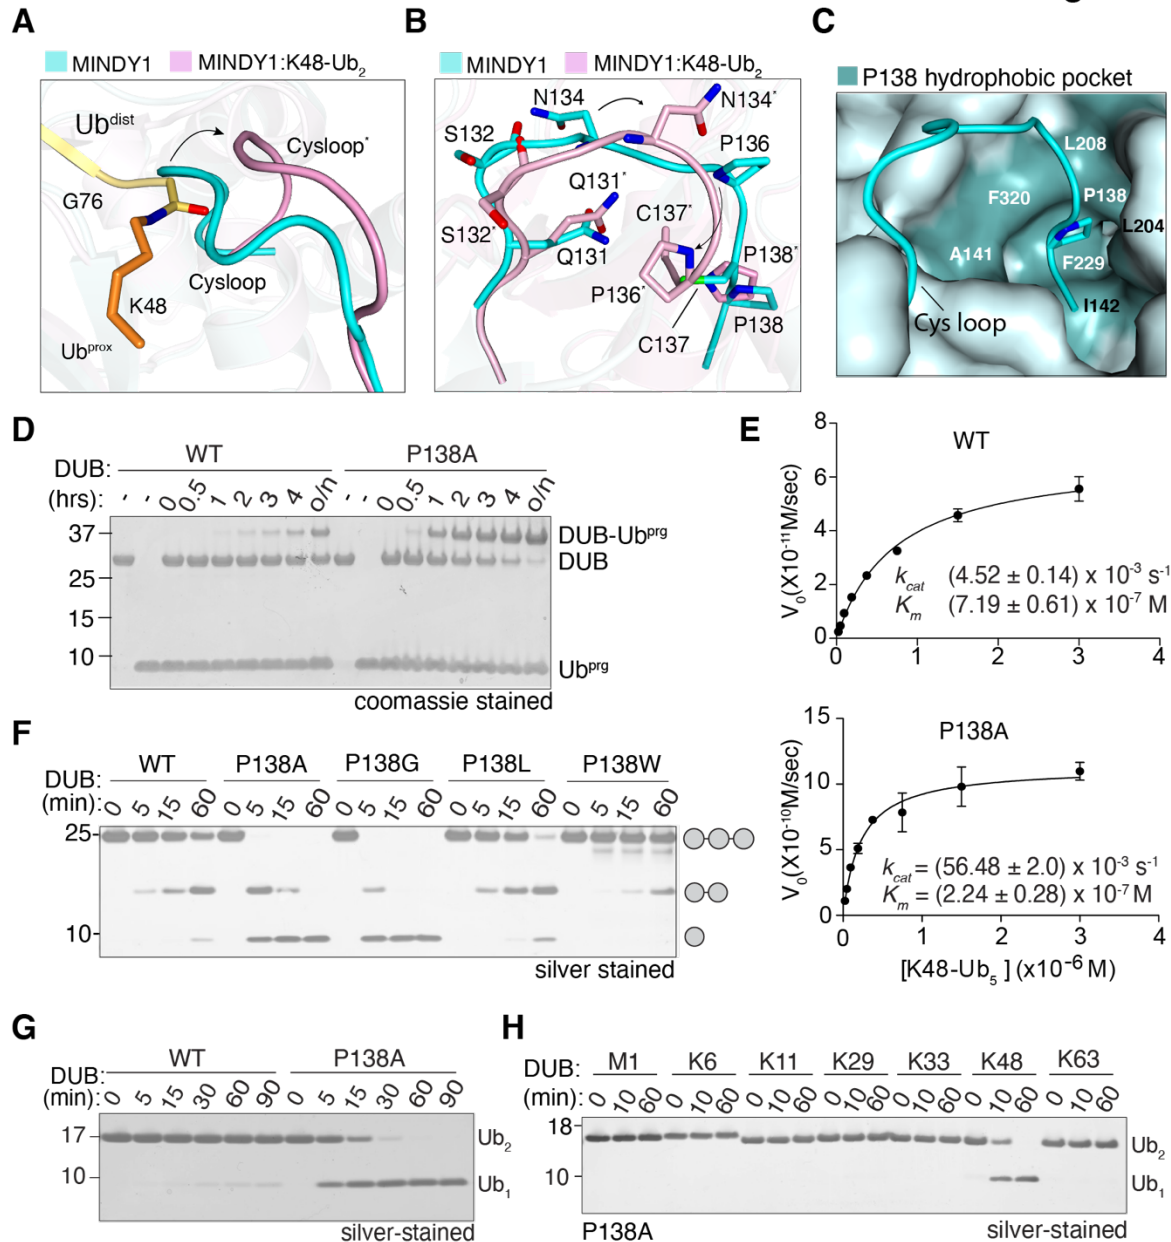 A
MINDY1 MINDY1:K48-Ub2
Ubdist
Cysloop*
G76
Cysloop
K48
Ubprox
B
MINDY1 MINDY1:K48-Ub2
N134
N134*
S132
P136
Q131*
C137*
S132*
Q131
P138*
P136*
P138
C137
C
P138 hydrophobic pocket
L208
F320
P138
L204
A141
F229
I142
Cys loop
D
WT P138A
DUB:
(hrs): - - 0 0.5 1 2 3 4 o/n - - 0 0.5 1 2 3 4 o/n
37 DUB-Ubprg
DUB
25
15
10
Ubprg
coomassie stained
E
WT
V0(X10-11M/sec)
8
6
4
2
0
kcat (4.52 ± 0.14) x 10-3 s-1
Km (7.19 ± 0.61) x 10-7 M
0 1 2 3 4
P138A
V0(X10-10M/sec)
15
10
5
0
kcat = (56.48 ± 2.0) x 10-3 s-1
Km = (2.24 ± 0.28) x 10-7 M
0 1 2 3 4
[K48-Ub5] (x10-6 M)
F
WT P138A P138G P138L P138W
DUB:
(min): 0 5 15 60 0 5 15 60 0 5 15 60 0 5 15 60 0 5 15 60
25
10
silver stained
G
WT P138A
DUB:
(min): 0 5 15 30 60 90 0 5 15 30 60 90
17 Ub2
10 Ub1
silver-stained
H
M1 K6 K11 K29 K33 K48 K63
DUB:
(min): 0 10 60 0 10 60 0 10 60 0 10 60 0 10 60 0 10 60 0 10 60
18
Ub2
10 Ub1
P138A silver-stained